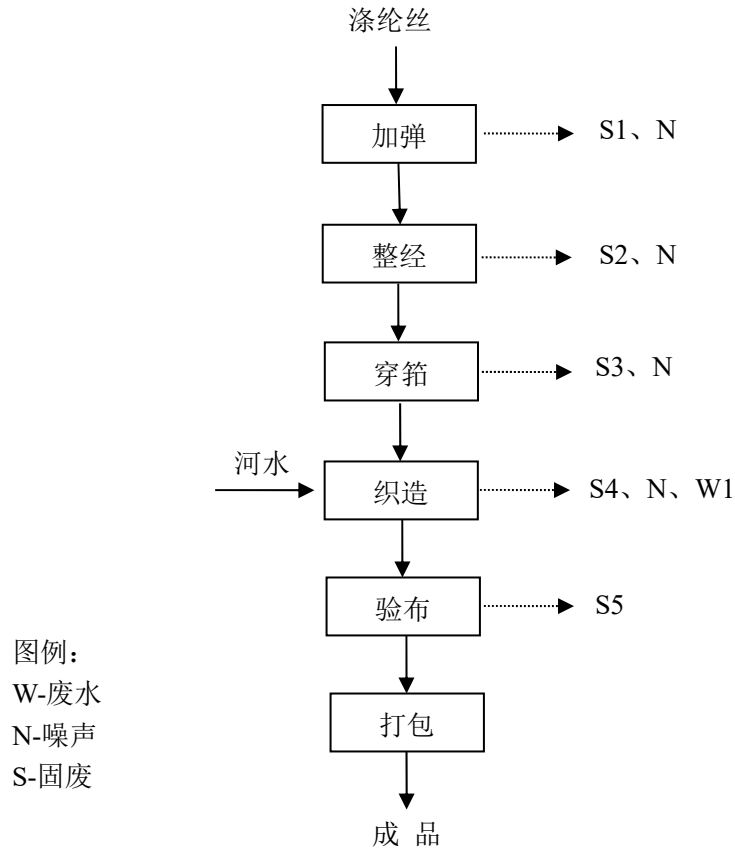 涤纶丝
加弹
S1、N
整经
S2、N
穿筘
S3、N
河水
织造
S4、N、W1
验布
S5
图例：
W-废水
打包
N-噪声
S-固废
成 品